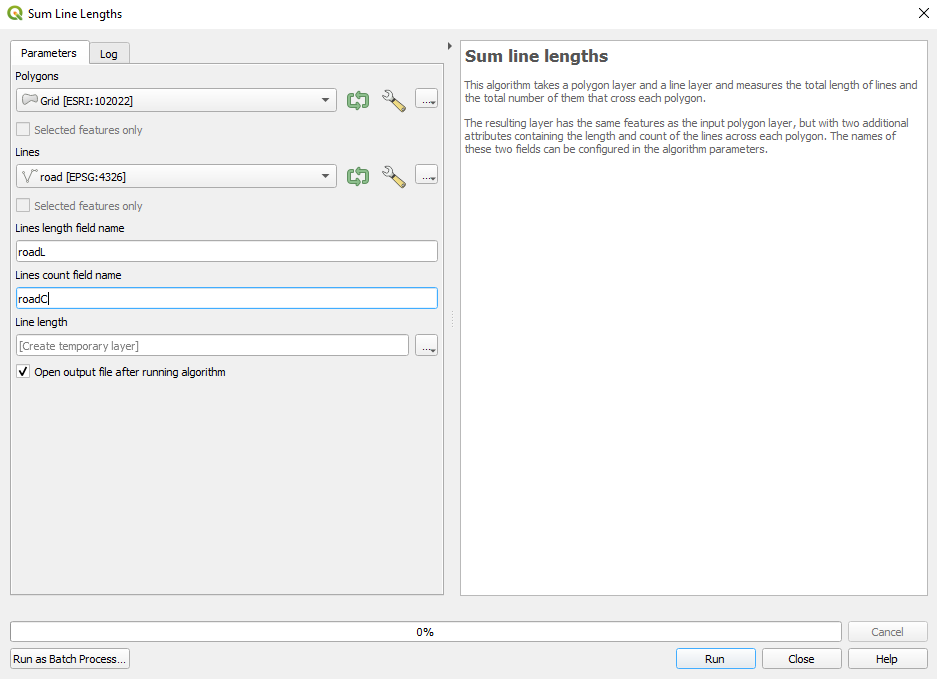 Sum Line Lengths
Parameters
Log
Polygons
Grid [ESRI:102022]
...
Selected features only
Lines
road [EPSG:4326]
...
Selected features only
Lines length field name
roadL
Lines count field name
roadC
Line length
[Create temporary layer]
...
Open output file after running algorithm
Sum line lengths
This algorithm takes a polygon layer and a line layer and measures the total length of lines and
the total number of them that cross each polygon.
The resulting layer has the same features as the input polygon layer, but with two additional
attributes containing the length and count of the lines across each polygon. The names of
these two fields can be configured in the algorithm parameters.
0%
Cancel
Run as Batch Process...
Run
Close
Help